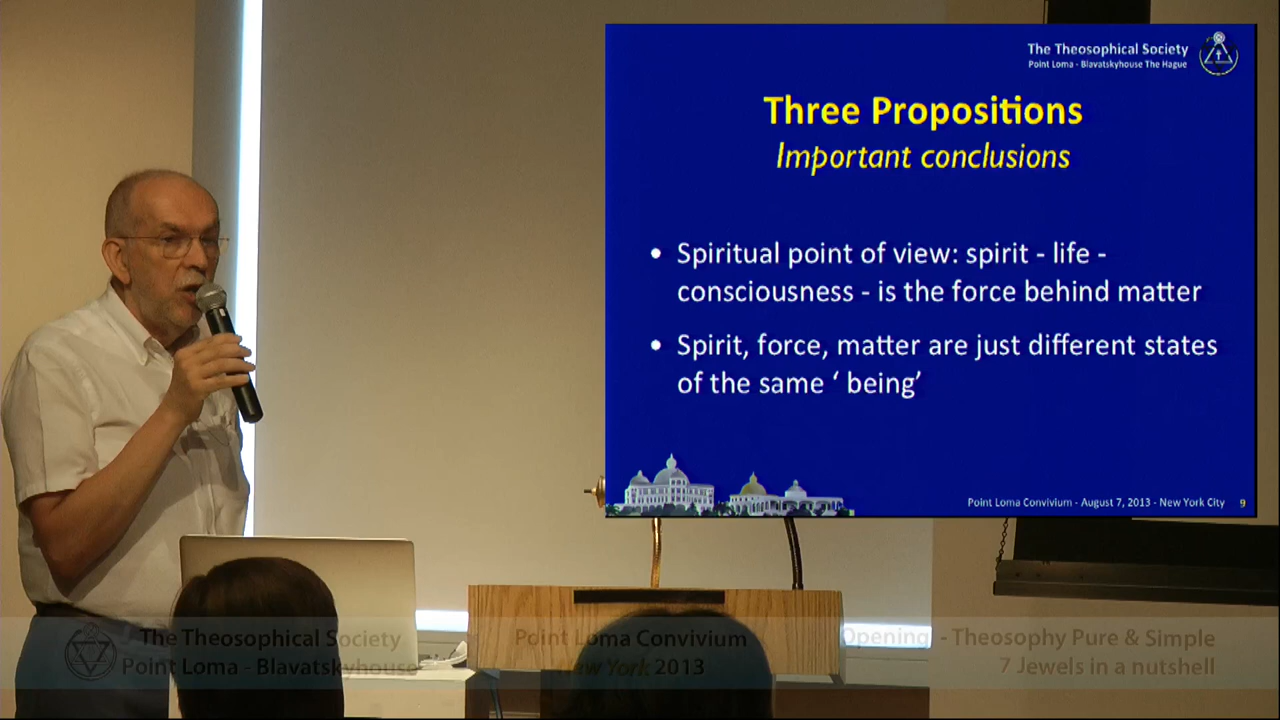 The Theosophical Society
Point Loma - Blavatskyhouse The Hague
Three Propositions
Important conclusions
• Spiritual point of view: spirit - life -
consciousness - is the force behind matter
• Spirit, force, matter are just different states
of the same ‘ being’
Point Loma Convivium - August 7, 2013 - New York City 9
The Theosophical Society
Point Loma - Blavatskyhouse
Point Loma Convivium
New York 2013
Opening - Theosophy Pure & Simple
7 Jewels in a nutshell